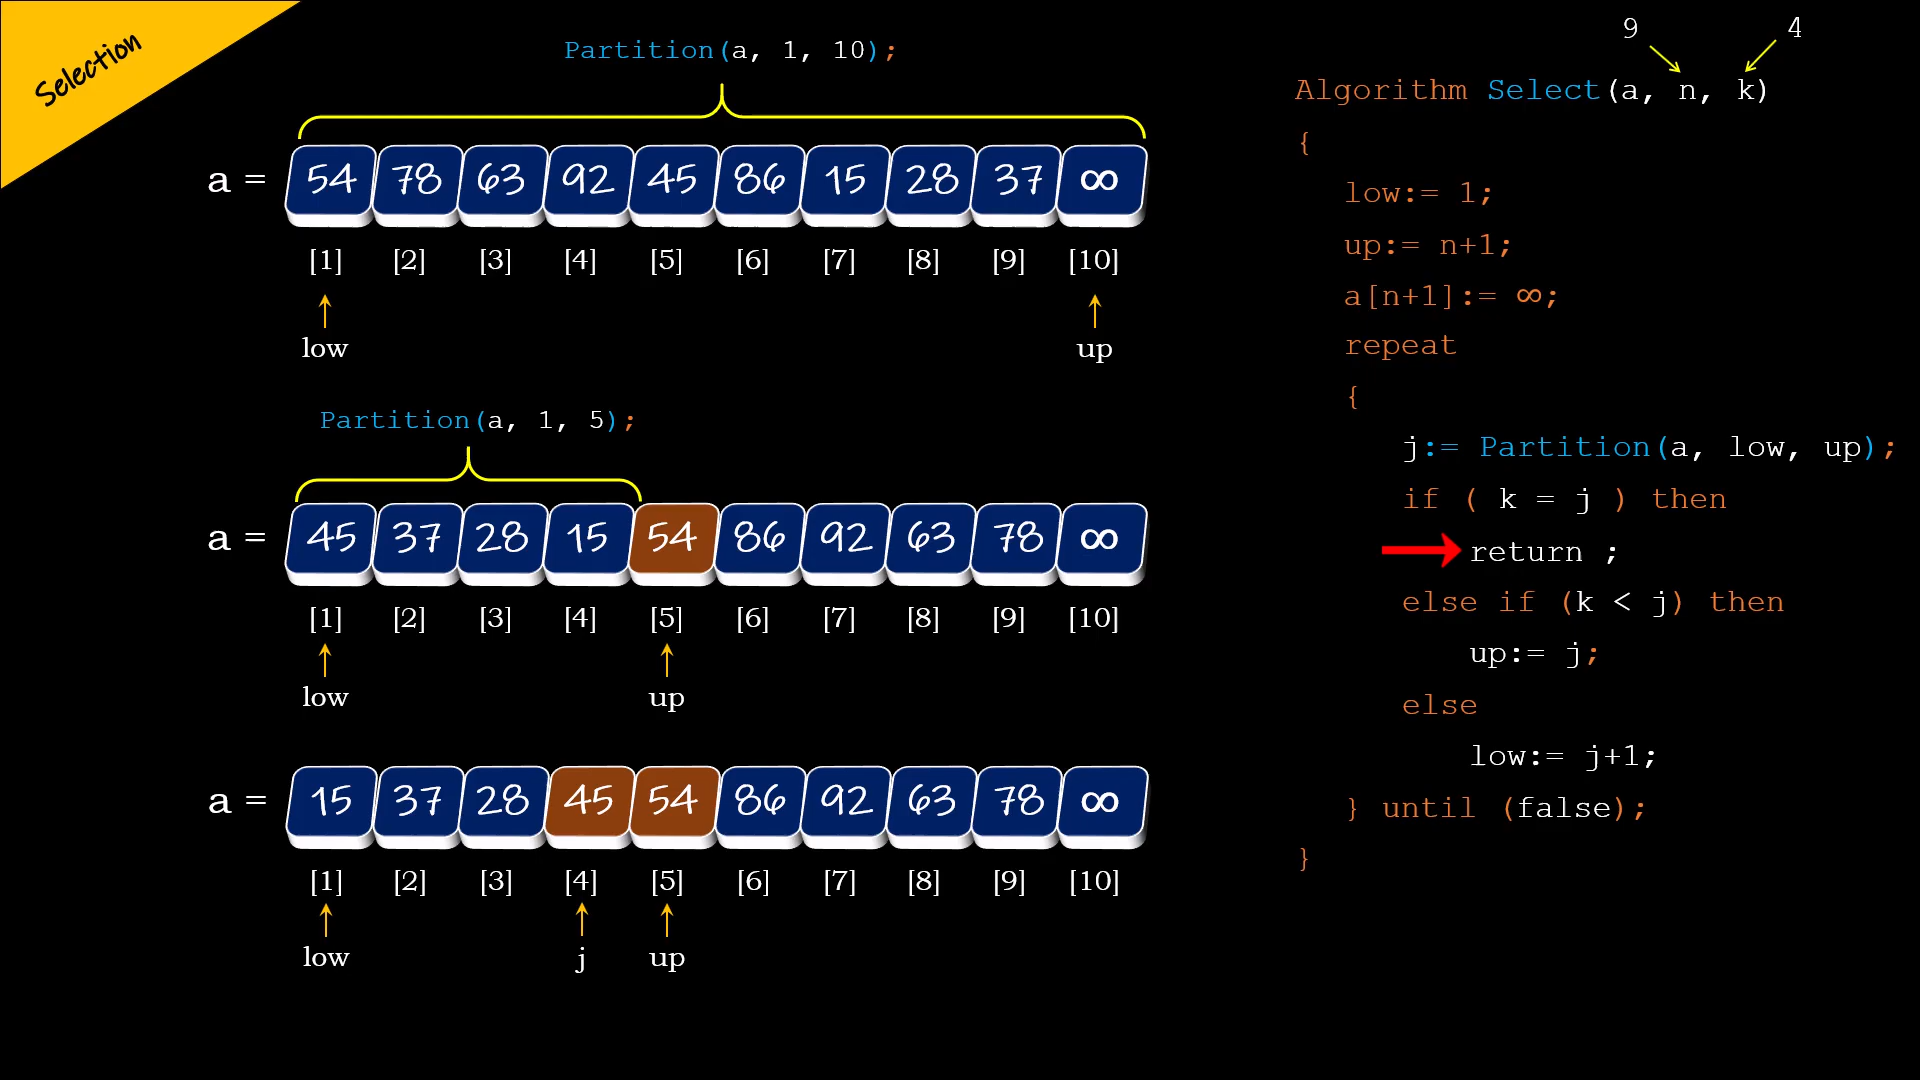 Selection
Partition(a, 1, 10);
a = 54 78 63 92 45 86 15 28 37 ∞
[1] [2] [3] [4] [5] [6] [7] [8] [9] [10]
low up
Partition(a, 1, 5);
a = 45 37 28 15 54 86 92 63 78 ∞
[1] [2] [3] [4] [5] [6] [7] [8] [9] [10]
low up
a = 15 37 28 45 54 86 92 63 78 ∞
[1] [2] [3] [4] [5] [6] [7] [8] [9] [10]
low j up
9 4
Algorithm Select(a, n, k)
{
low:= 1;
up:= n+1;
a[n+1]:= ∞;
repeat
{
j:= Partition(a, low, up);
if ( k = j ) then
return ;
else if (k < j) then
up:= j;
else
low:= j+1;
} until (false);
}